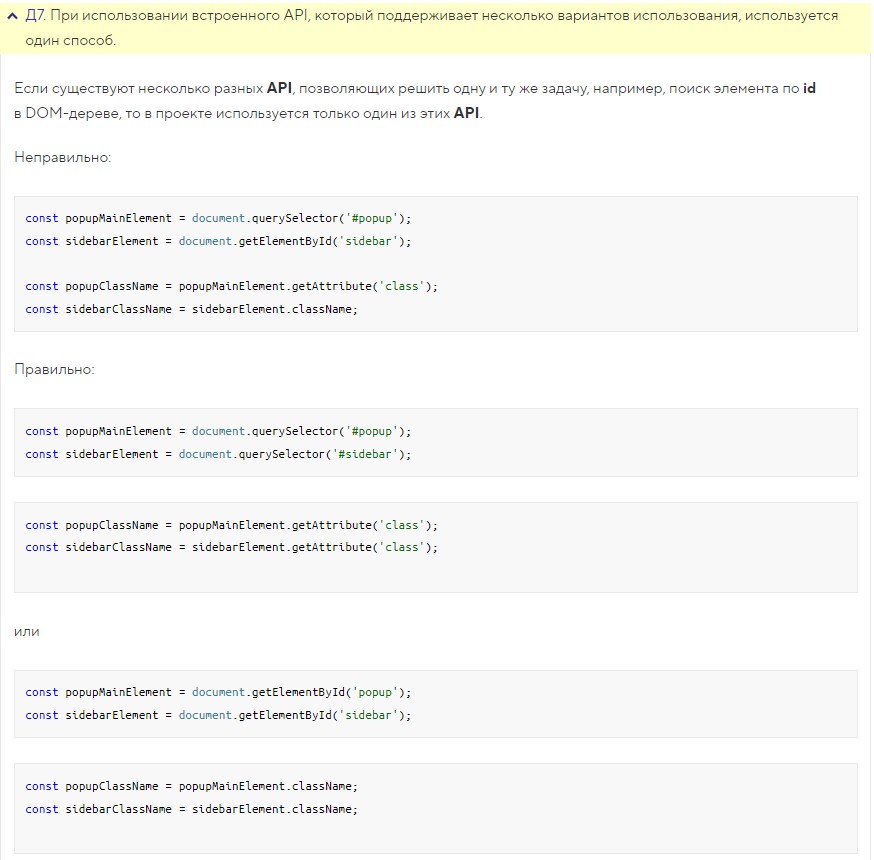 Д7. При использовании встроенного API, который поддерживает несколько вариантов использования, используется
один способ.
Если существуют несколько разных API, позволяющих решить одну и ту же задачу, например, поиск элемента по id
в DOM-дереве, то в проекте используется только один из этих API.
Неправильно:
const popupMainElement = document.querySelector('#popup');
const sidebarElement = document.getElementById('sidebar');
const popupClassName = popupMainElement.getAttribute('class');
const sidebarClassName = sidebarElement.className;
Правильно:
const popupMainElement = document.querySelector('#popup');
const sidebarElement = document.querySelector('#sidebar');
const popupClassName = popupMainElement.getAttribute('class');
const sidebarClassName = sidebarElement.getAttribute('class');
или
const popupMainElement = document.getElementById('popup');
const sidebarElement = document.getElementById('sidebar');
const popupClassName = popupMainElement.className;
const sidebarClassName = sidebarElement.className;